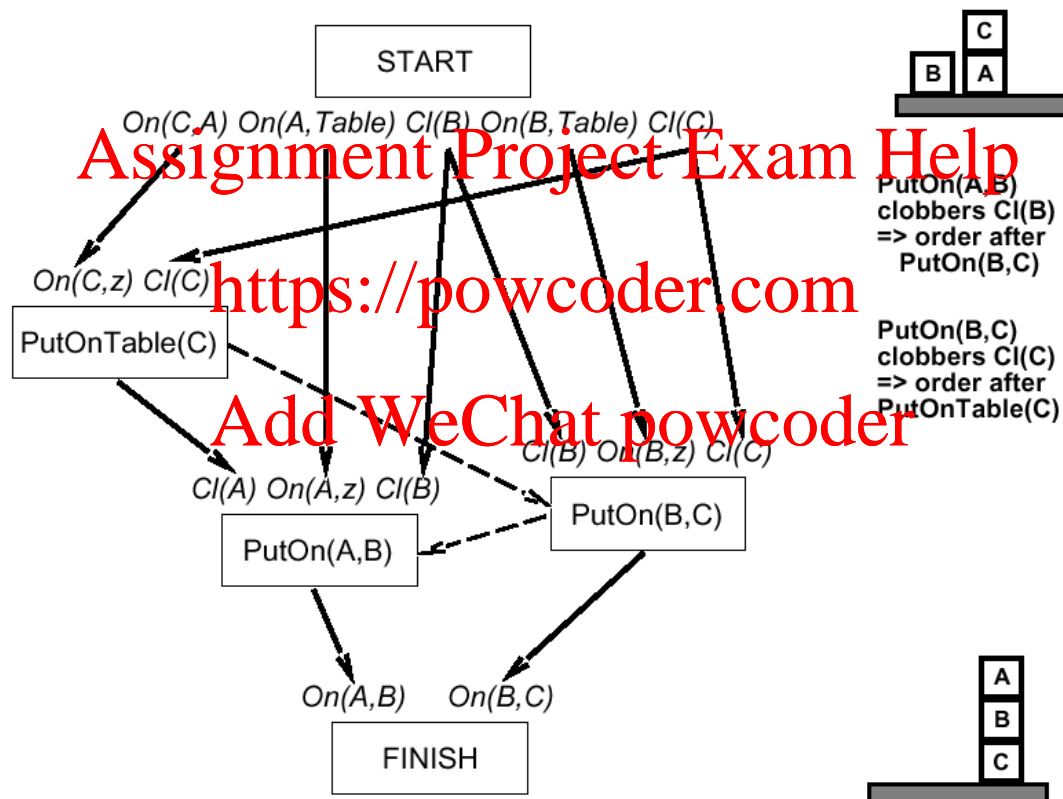 START
C
B A
On(C,A) On(A,Table) Cl(B) On(B,Table) Cl(C)
Assignment Project Exam Help
PutOn(A,B)
clobbers Cl(B)
=> order after
PutOn(B,C)
On(C,z) Cl(C)
https://powcoder.com
PutOnTable(C)
PutOn(B,C)
clobbers Cl(C)
=> order after
PutOnTable(C)
Add WeChat powcoder
Cl(B) On(B,z) Cl(C)
Cl(A) On(A,z) Cl(B)
PutOn(B,C)
PutOn(A,B)
On(A,B) On(B,C)
FINISH
A
B
C